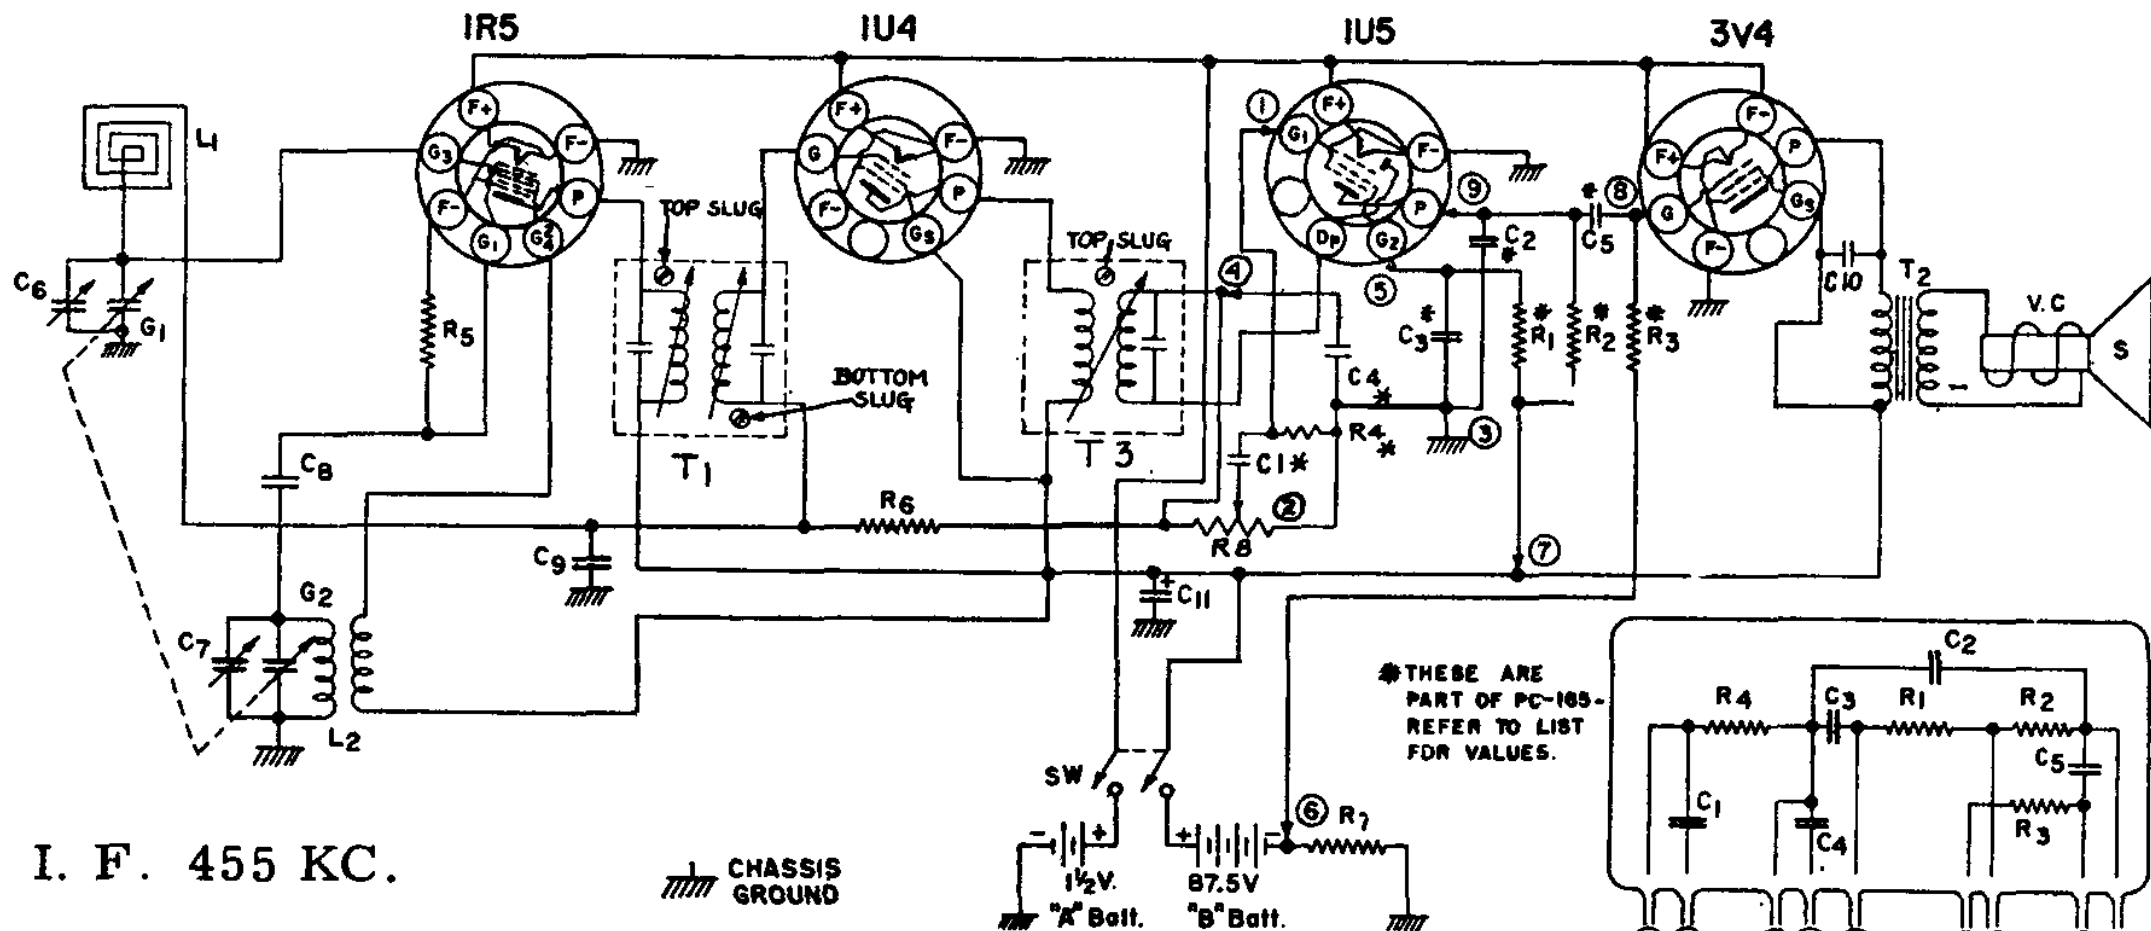 1R5
1U4
1U5
3V4
L1
F+
F-
G3
P
F-
G1
G2 4
F+
F-
G
P
F-
GS
1
F+
G1
F-
9
P
DP
G2
5
*
8
C5
F-
P
F+
GS
G
F-
C2
*
C10
T2
V.C
S
C6
G1
R5
TOP SLUG
BOTTOM
SLUG
T1
TOP SLUG
T3
4
C4
*
*
C3
*
R1
*
R2
*
R3
3
R4
*
C1*
C8
R6
2
R8
7
C9
C11
+
G2
C7
L2
SW
- +
1½V.
"A" Batt.
+ -
87.5V
"B" Batt.
6
R7
* THESE ARE
PART OF PC-165-
REFER TO LIST
FOR VALUES.
C2
R4
C3
R1
R2
C5
C1
C4
R3
I. F. 455 KC.
CHASSIS
GROUND